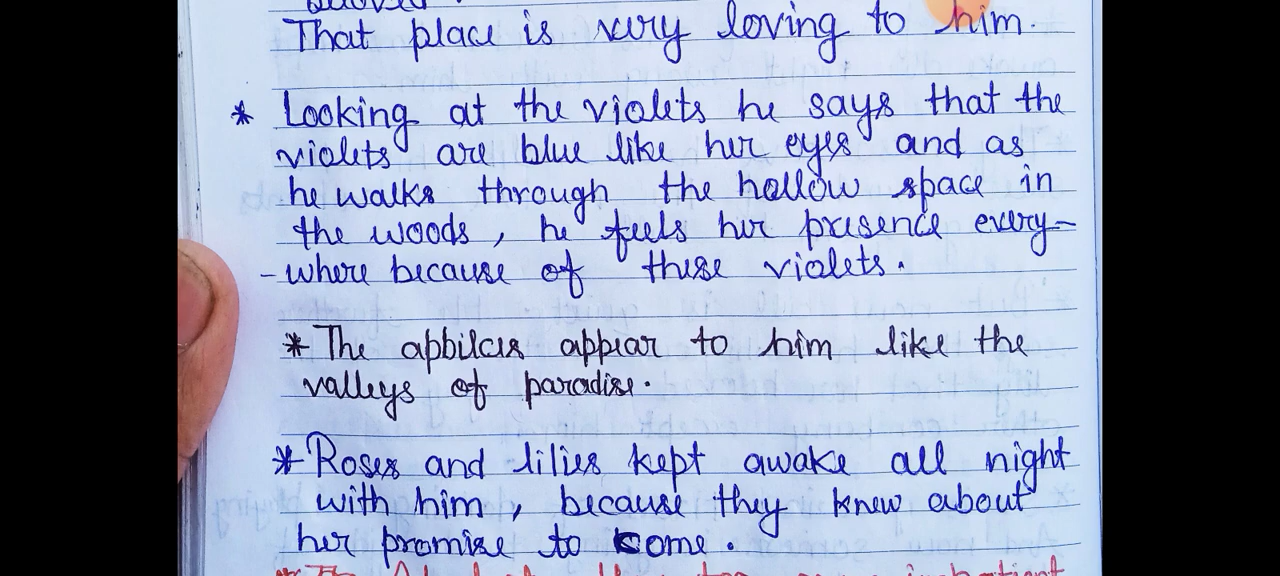 That place is very loving to him.
* Looking at the violets he says that the
violets are blue like her eyes and as
he walks through the hollow space in
the woods, he feels her presence every-
-where because of these violets.
* The apbilces appear to him like the
valleys of paradise.
* Roses and lilies kept awake all night
with him, because they knew about
her promise to come.